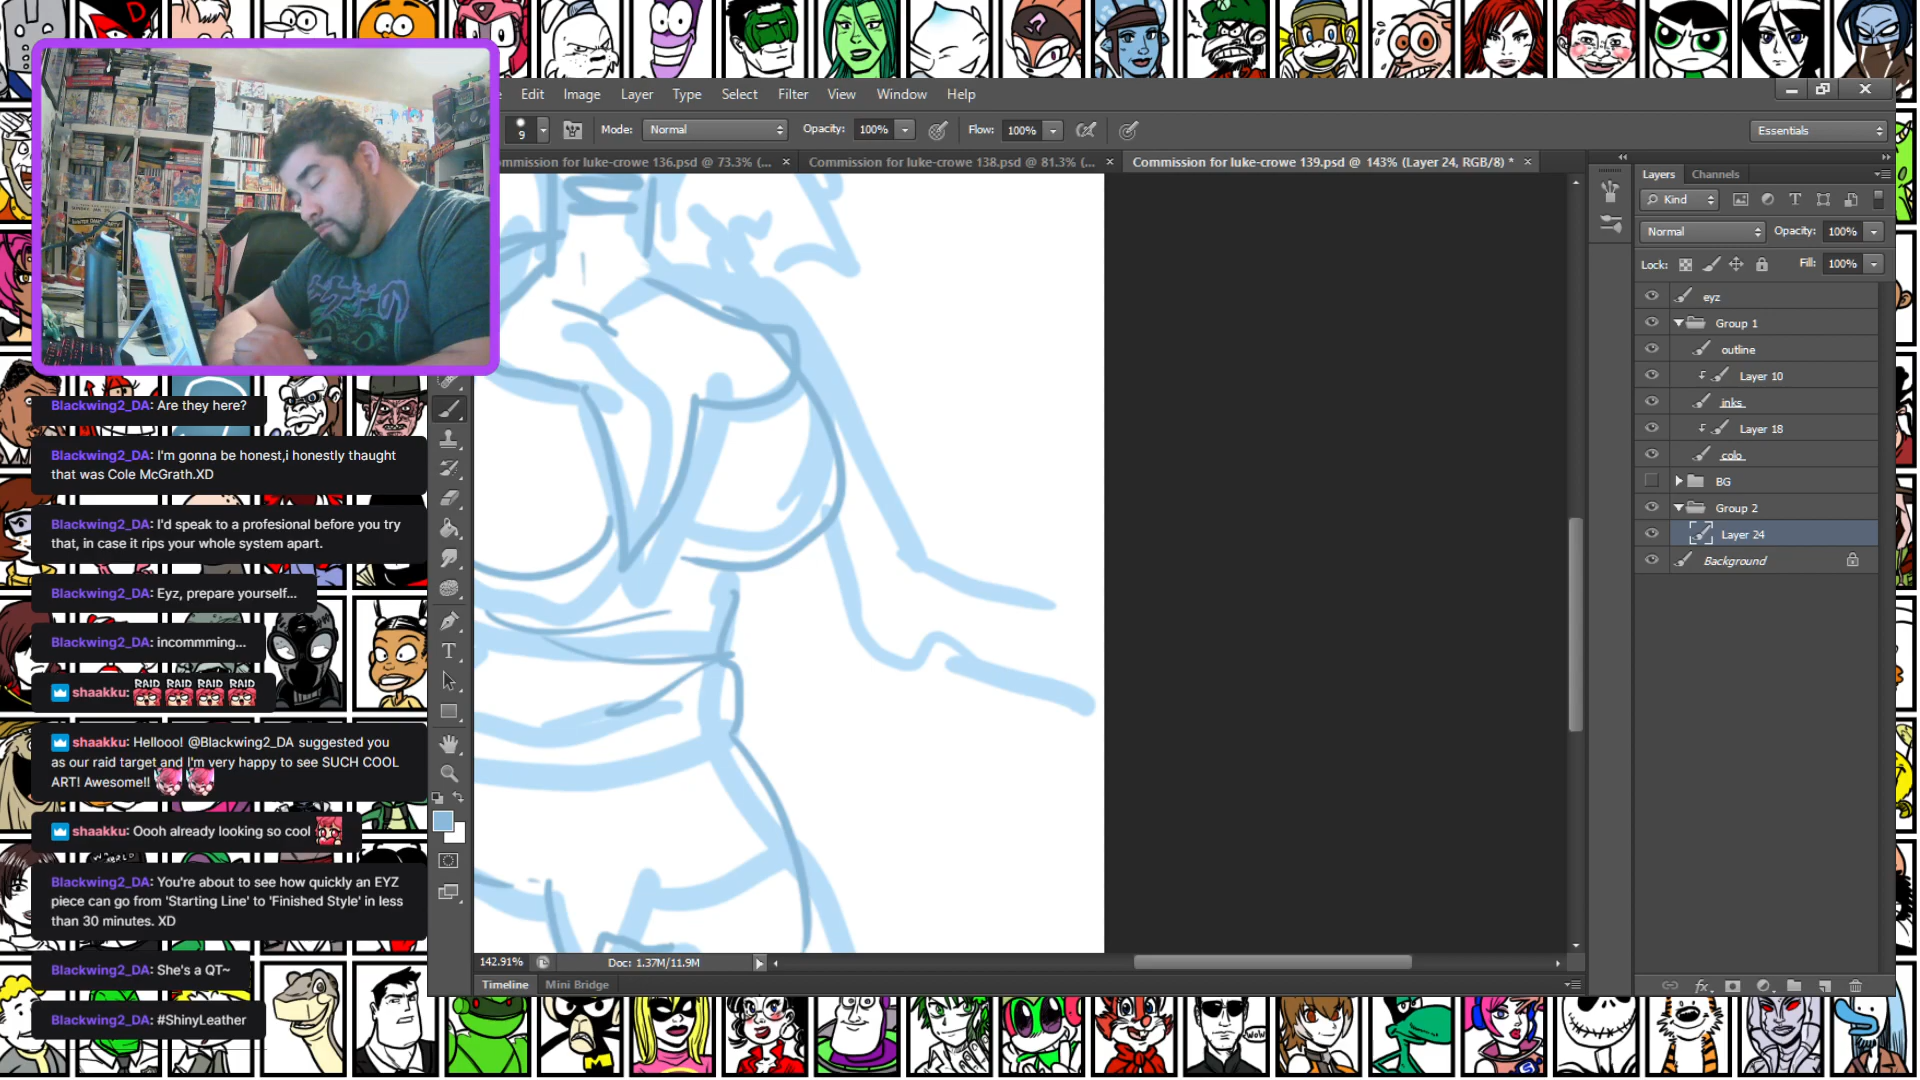 Edit Image Layer Type Select Filter View Window Help
9 Mode: Normal Opacity: 100% Flow: 100% Essentials
ommission for luke-crowe 136.psd @ 73.3% (... × Commission for luke-crowe 138.psd @ 81.3% (... × Commission for luke-crowe 139.psd @ 143% (Layer 24, RGB/8) * ×
Layers Channels
Kind
Normal Opacity: 100%
Lock: Fill: 100%
eyz
Group 1
outline
Layer 10
inks
Layer 18
colo
BG
Group 2
Layer 24
Background
Blackwing2_DA: Are they here?
Blackwing2_DA: I'm gonna be honest,i honestly thaught
that was Cole McGrath.XD
Blackwing2_DA: I'd speak to a profesional before you try
that, in case it rips your whole system apart.
Blackwing2_DA: Eyz, prepare yourself...
Blackwing2_DA: incommming...
shaakku: RAID RAID RAID RAID
shaakku: Hellooo! @Blackwing2_DA suggested you
as our raid target and I'm very happy to see SUCH COOL
ART! Awesome!!
shaakku: Oooh already looking so cool
Blackwing2_DA: You're about to see how quickly an EYZ
piece can go from 'Starting Line' to 'Finished Style' in less
than 30 minutes. XD
Blackwing2_DA: She's a QT~
Blackwing2_DA: #ShinyLeather
142.91% Doc: 1.37M/11.9M
Timeline Mini Bridge
fx
WOW